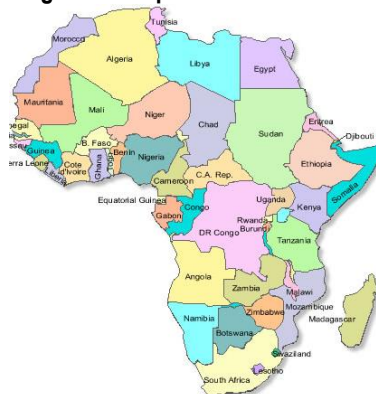 Tunisia
Morocco
Algeria
Libya
Egypt
Mauritania
Mali
Niger
Chad
Sudan
Eritrea
Djibouti
Guinea
B. Faso
Benin
Nigeria
Ghana
Togo
Cote
d'Ivoire
Liberia
Ethiopia
Somalia
Cameroon
C.A. Rep.
Equatorial Guinea
Gabon
Congo
Uganda
Kenya
Rwanda
Burundi
DR Congo
Tanzania
Angola
Zambia
Malawi
Mozambique
Madagascar
Namibia
Zimbabwe
Botswana
Swaziland
Lesotho
South Africa